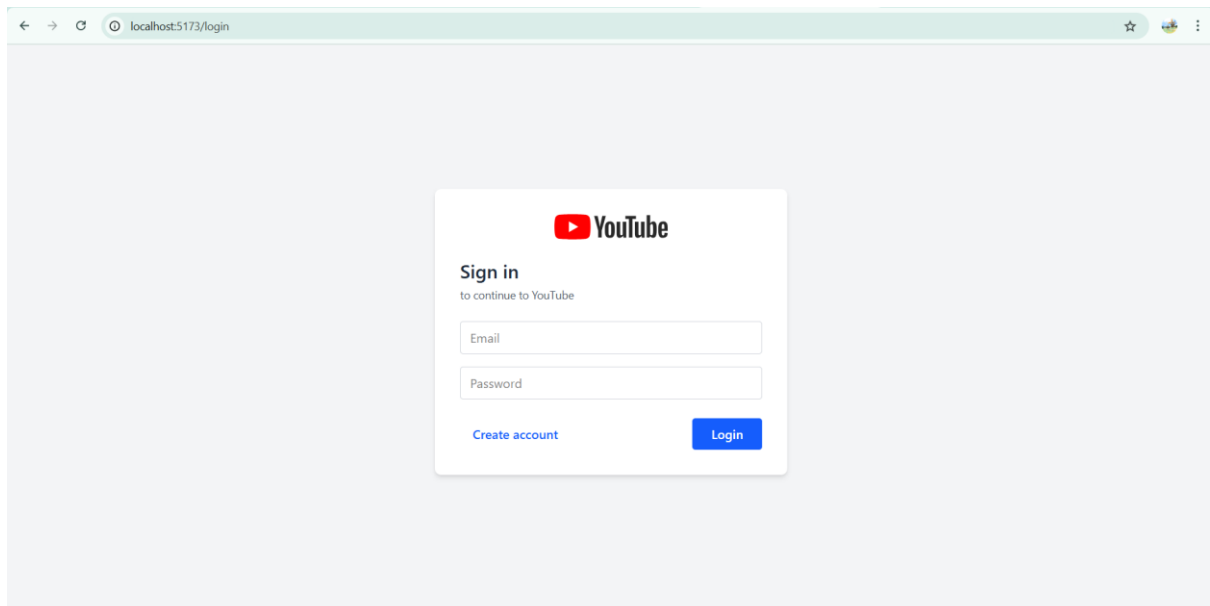 localhost:5173/login
YouTube
Sign in
to continue to YouTube
Email
Password
Create account
Login